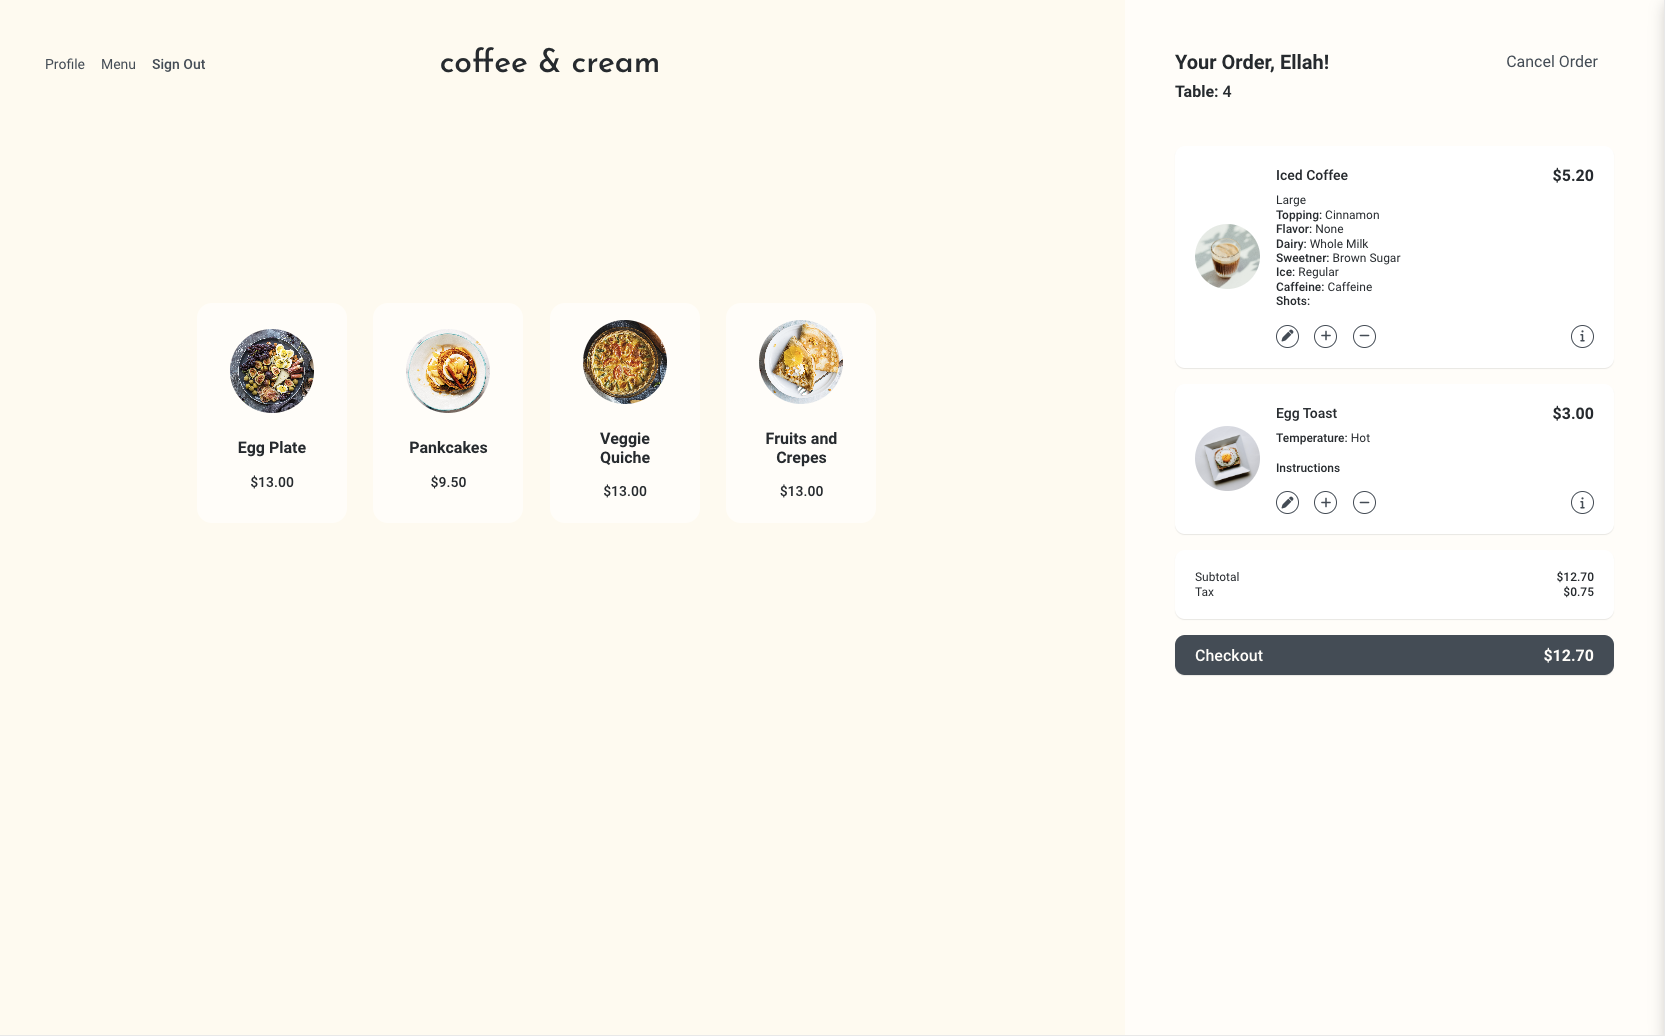 Profile Menu Sign Out
coffee & cream
Egg Plate
$13.00
Pankcakes
$9.50
Veggie
Quiche
$13.00
Fruits and
Crepes
$13.00
Your Order, Ellah!
Cancel Order
Table: 4
Iced Coffee
$5.20
Large
Topping: Cinnamon
Flavor: None
Dairy: Whole Milk
Sweetner: Brown Sugar
Ice: Regular
Caffeine: Caffeine
Shots:
Egg Toast
$3.00
Temperature: Hot
Instructions
Subtotal
$12.70
Tax
$0.75
Checkout
$12.70